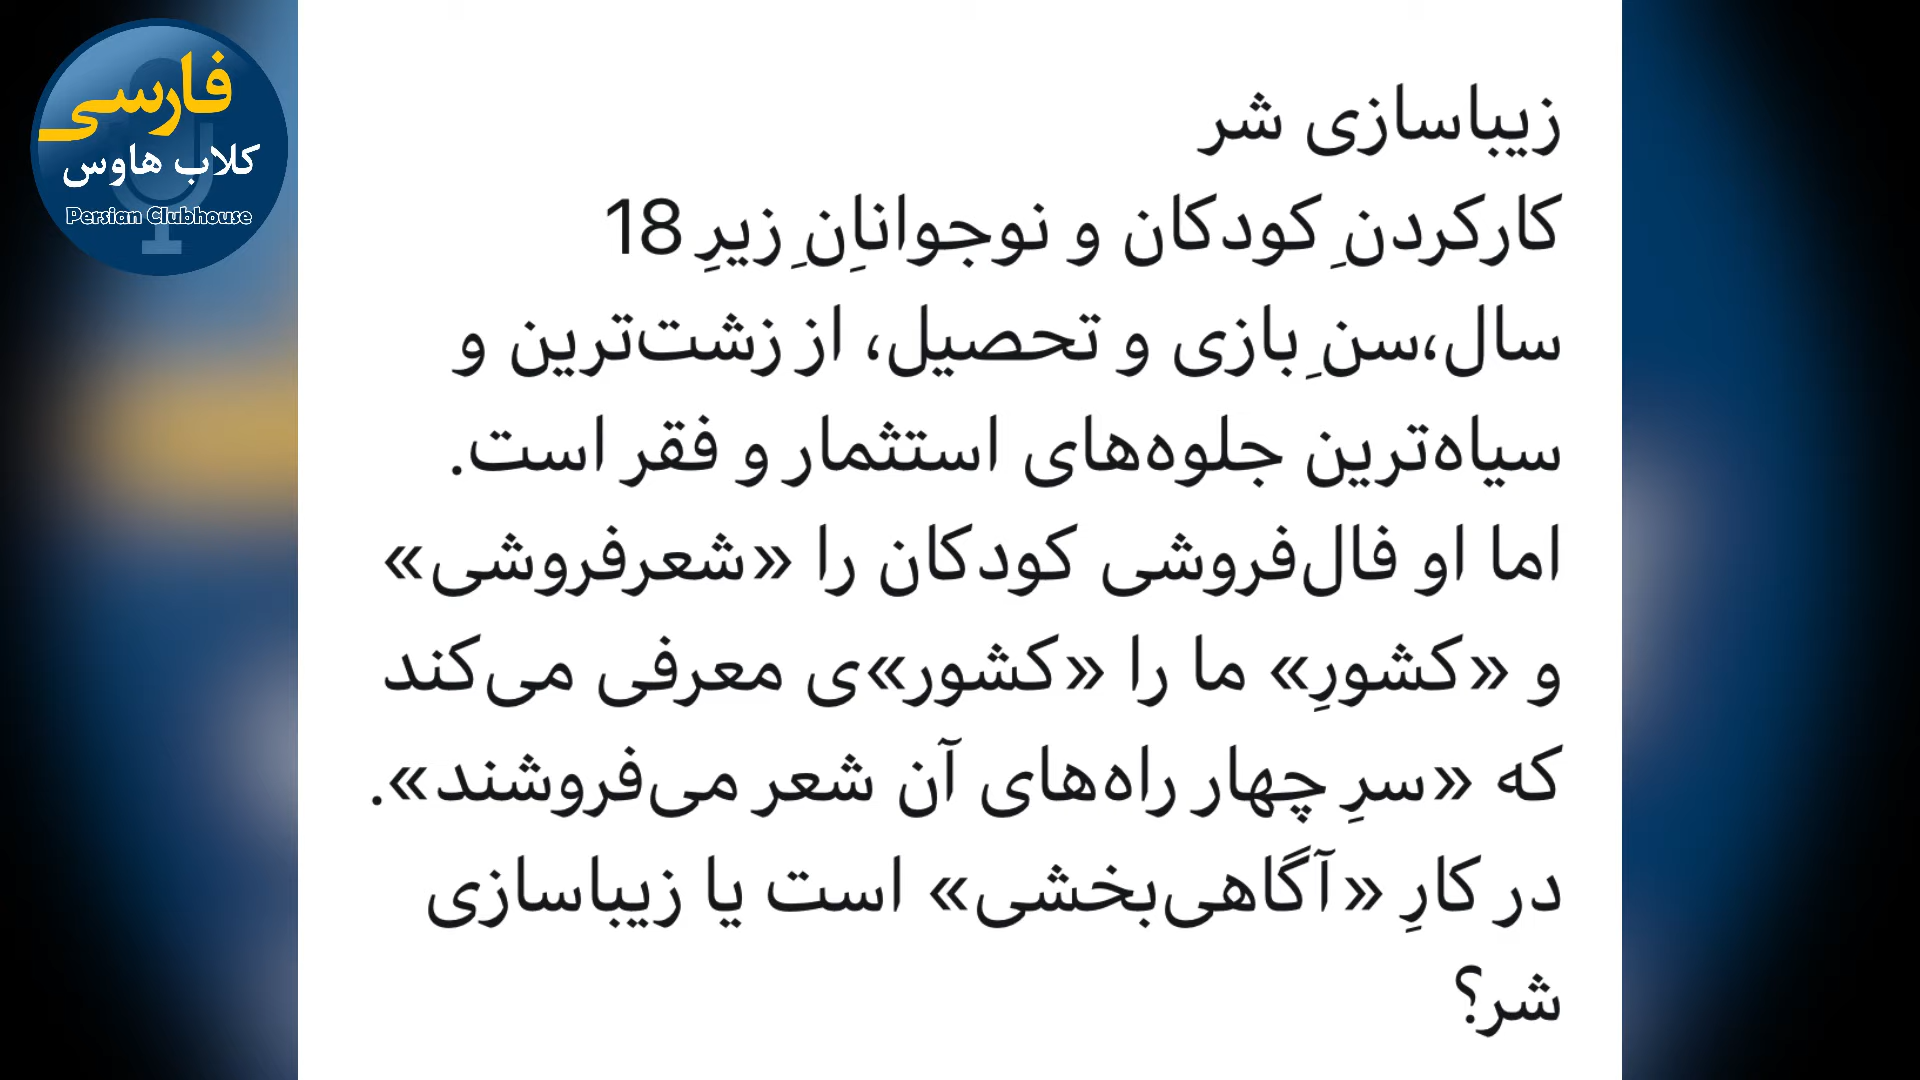 فارسی
کلاب هاوس
Persian Clubhouse
زیباسازی شر
کارکردن ِکودکان و نوجوانانِ ِزیرِ 18
سال،سن ِبازی و تحصیل، از زشت‌ترین و
سیاه‌ترین جلوه‌های استثمار و فقر است.
اما او فال‌فروشی کودکان را «شعرفروشی»
و «کشورِ» ما را «کشور»ی معرفی می‌کند
که «سرِ چهار راه‌های آن شعر می‌فروشند».
در کارِ «آگاهی‌بخشی» است یا زیباسازی
شر؟